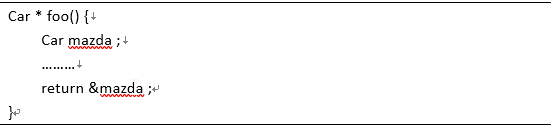 Car * foo() {
Car mazda ;
………
return &mazda ;
}